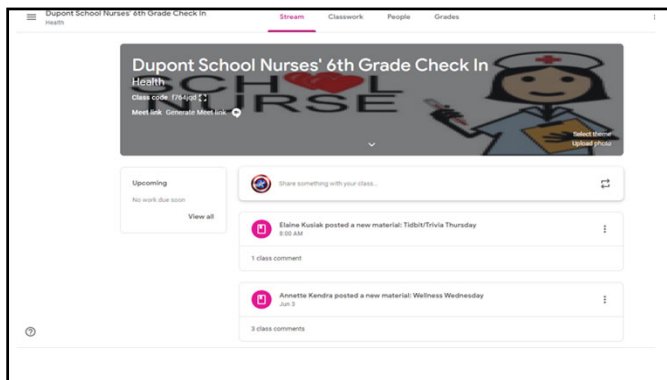 Dupont School Nurses' 6th Grade Check In
Health
Stream Classwork People Grades
SCHOOL
NURSE
Dupont School Nurses' 6th Grade Check In
Health
Class code f764jqd
Meet link Generate Meet link
Select theme
Upload photo
Upcoming
No work due soon
View all
Share something with your class...
Elaine Kusiak posted a new material: Tidbit/Trivia Thursday
8:00 AM
1 class comment
Annette Kendra posted a new material: Wellness Wednesday
Jun 3
3 class comments